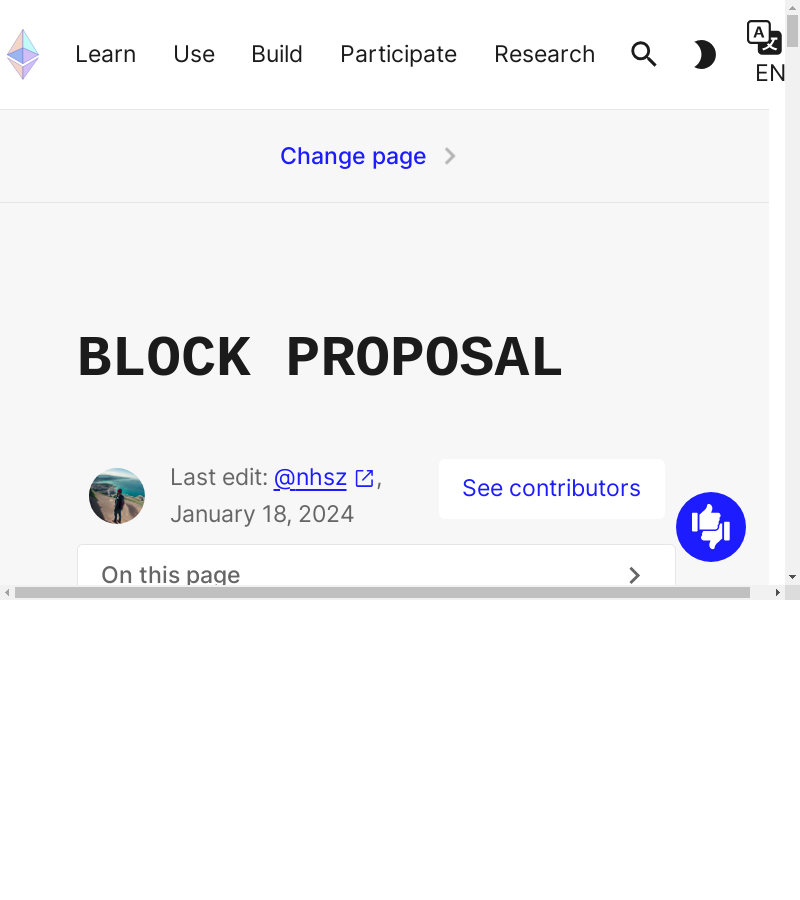 Learn Use Build Participate Research
A 文
EN
Change page
BLOCK PROPOSAL
Last edit: @nhsz ,
January 18, 2024
See contributors
On this page